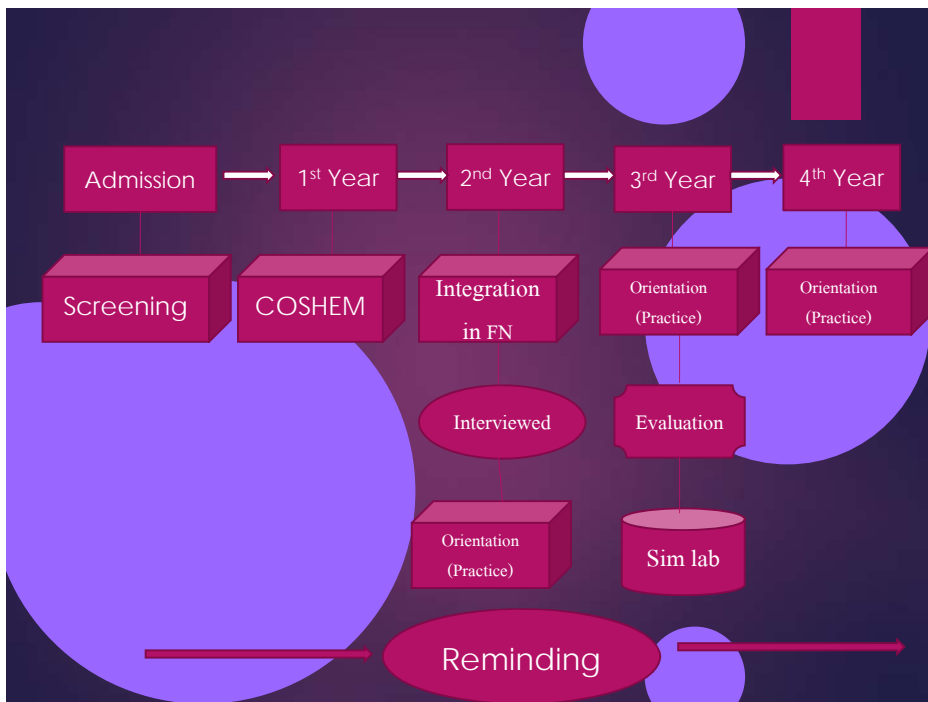 Admission
1st Year
2nd Year
3rd Year
4th Year
Screening
COSHEM
Integration
in FN
Orientation
(Practice)
Orientation
(Practice)
Interviewed
Evaluation
Orientation
(Practice)
Sim lab
Reminding